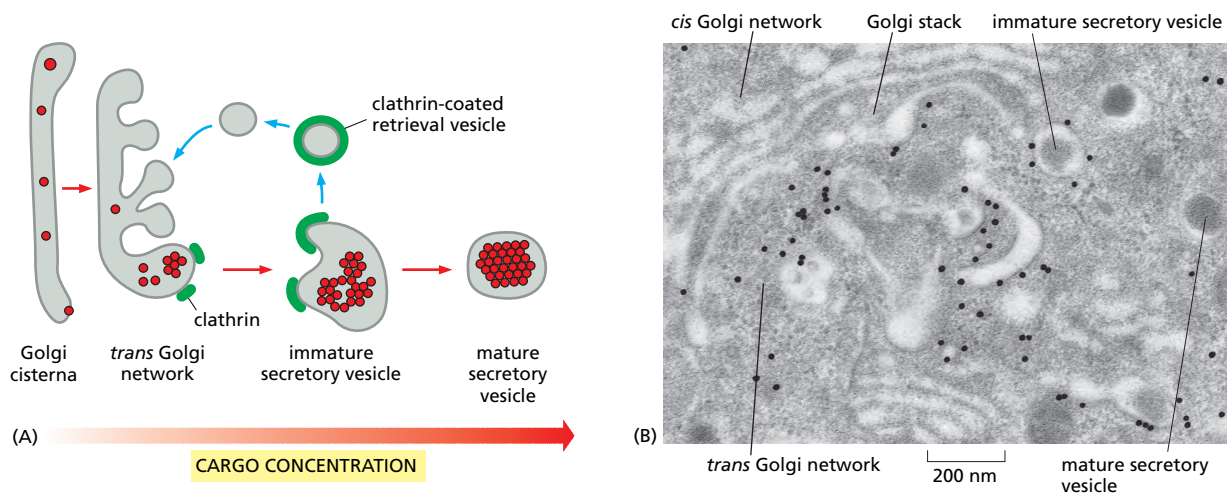 clathrin-coated
retrieval vesicle
clathrin
Golgi
cisterna
trans Golgi
network
immature
secretory vesicle
mature
secretory
vesicle
(A)
CARGO CONCENTRATION
cis Golgi network
Golgi stack
immature secretory vesicle
(B)
trans Golgi network
200 nm
mature secretory
vesicle